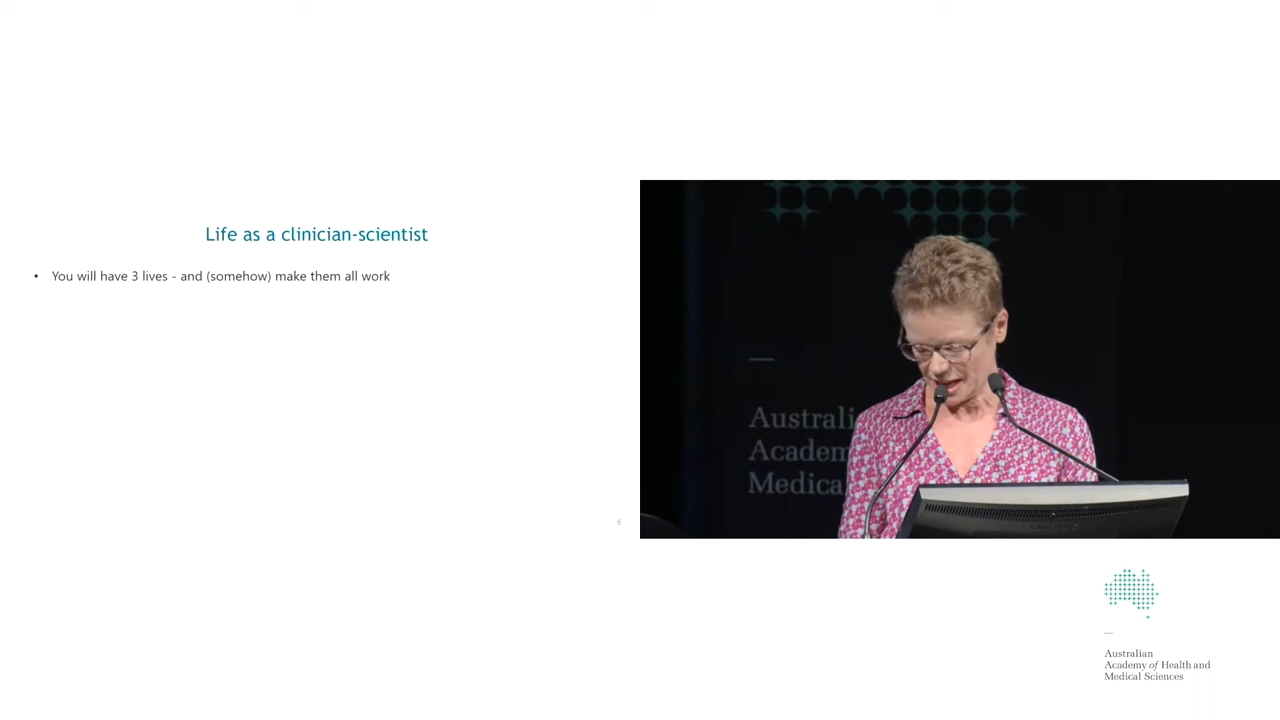 Life as a clinician-scientist
• You will have 3 lives - and (somehow) make them all work
6
Australi
Academ
Medica
Australian
Academy of Health and
Medical Sciences